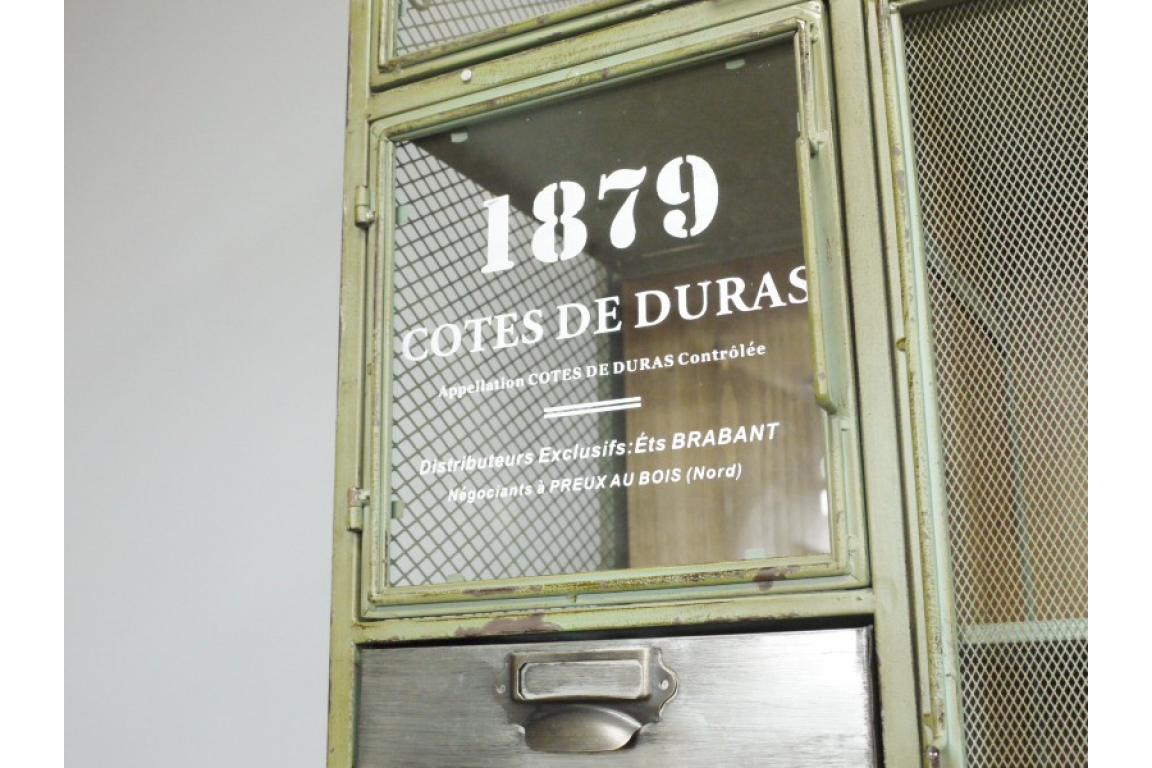 1879
COTES DE DURAS
Appellation COTES DE DURAS Contrôlée
Distributeurs Exclusifs:Éts BRABANT
Négociants à PREUX AU BOIS (Nord)